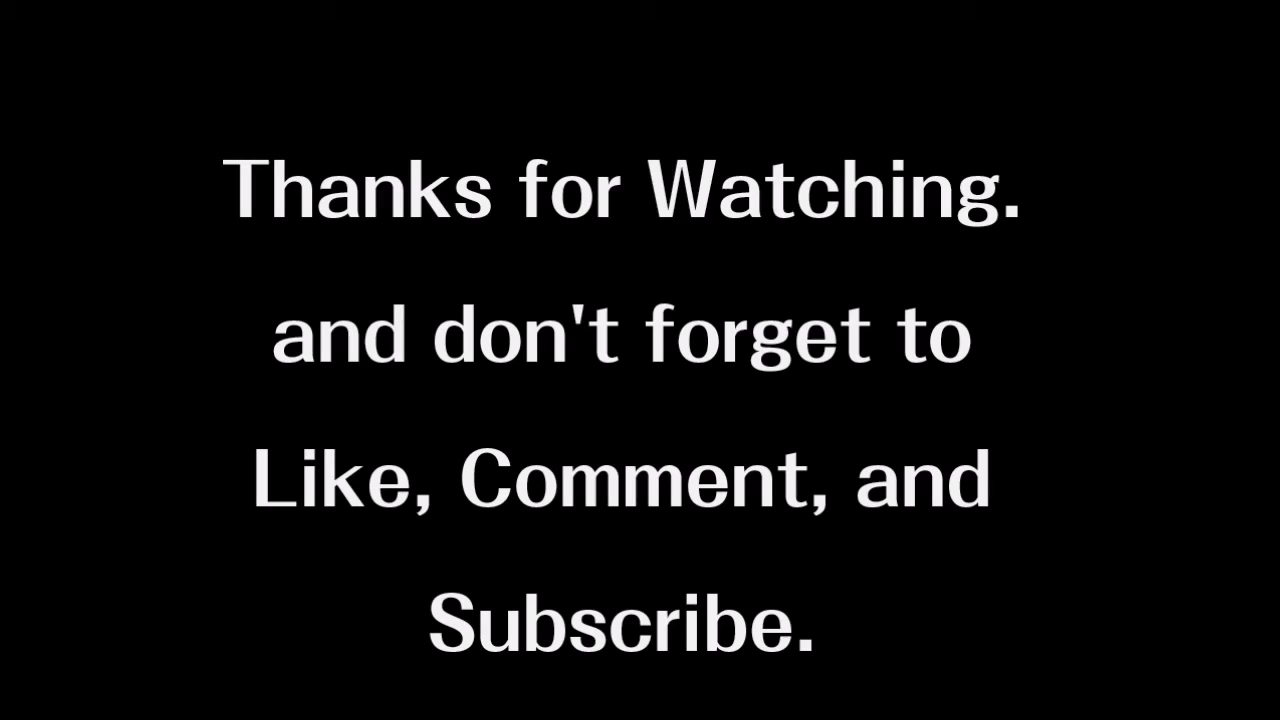 Thanks for Watching.
and don't forget to
Like, Comment, and
Subscribe.